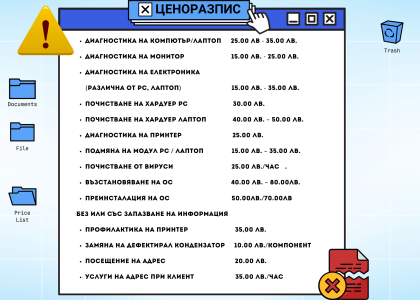 ЦЕНОРАЗПИС
• ДИАГНОСТИКА НА КОМПЮТЪР/ЛАПТОП 25.00 ЛВ. - 35.00 ЛВ.
• ДИАГНОСТИКА НА МОНИТОР 15.00 ЛВ. - 25.00 ЛВ.
• ДИАГНОСТИКА НА ЕЛЕКТРОНИКА
(РАЗЛИЧНА ОТ PC, ЛАПТОП) 15.00 ЛВ. - 35.00 ЛВ.
• ПОЧИСТВАНЕ НА ХАРДУЕР PC 30.00 ЛВ.
• ПОЧИСТВАНЕ НА ХАРДУЕР ЛАПТОП 40.00 ЛВ. – 50.00 ЛВ.
• ДИАГНОСТИКА НА ПРИНТЕР 25.00 ЛВ.
• ПОДМЯНА НА МОДУЛ PC / ЛАПТОП 15.00 ЛВ. – 35.00 ЛВ.
• ПОЧИСТВАНЕ ОТ ВИРУСИ 25.00 ЛВ./ЧАС .
• ВЪЗСТАНОВЯВАНЕ НА ОС 40.00 ЛВ. – 80.00ЛВ.
• ПРЕИНСТАЛАЦИЯ НА ОС 50.00ЛВ./70.00ЛВ
БЕЗ ИЛИ СЪС ЗАПАЗВАНЕ НА ИНФОРМАЦИЯ
• ПРОФИЛАКТИКА НА ПРИНТЕР 35,00 ЛВ.
• ЗАМЯНА НА ДЕФЕКТИРАЛ КОНДЕНЗАТОР 10.00 ЛВ./КОМПОНЕНТ
• ПОСЕЩЕНИЕ НА АДРЕС 20.00 ЛВ.
• УСЛУГИ НА АДРЕС ПРИ КЛИЕНТ 35.00 ЛВ./ЧАС
Documents
File
Price
List
Trash